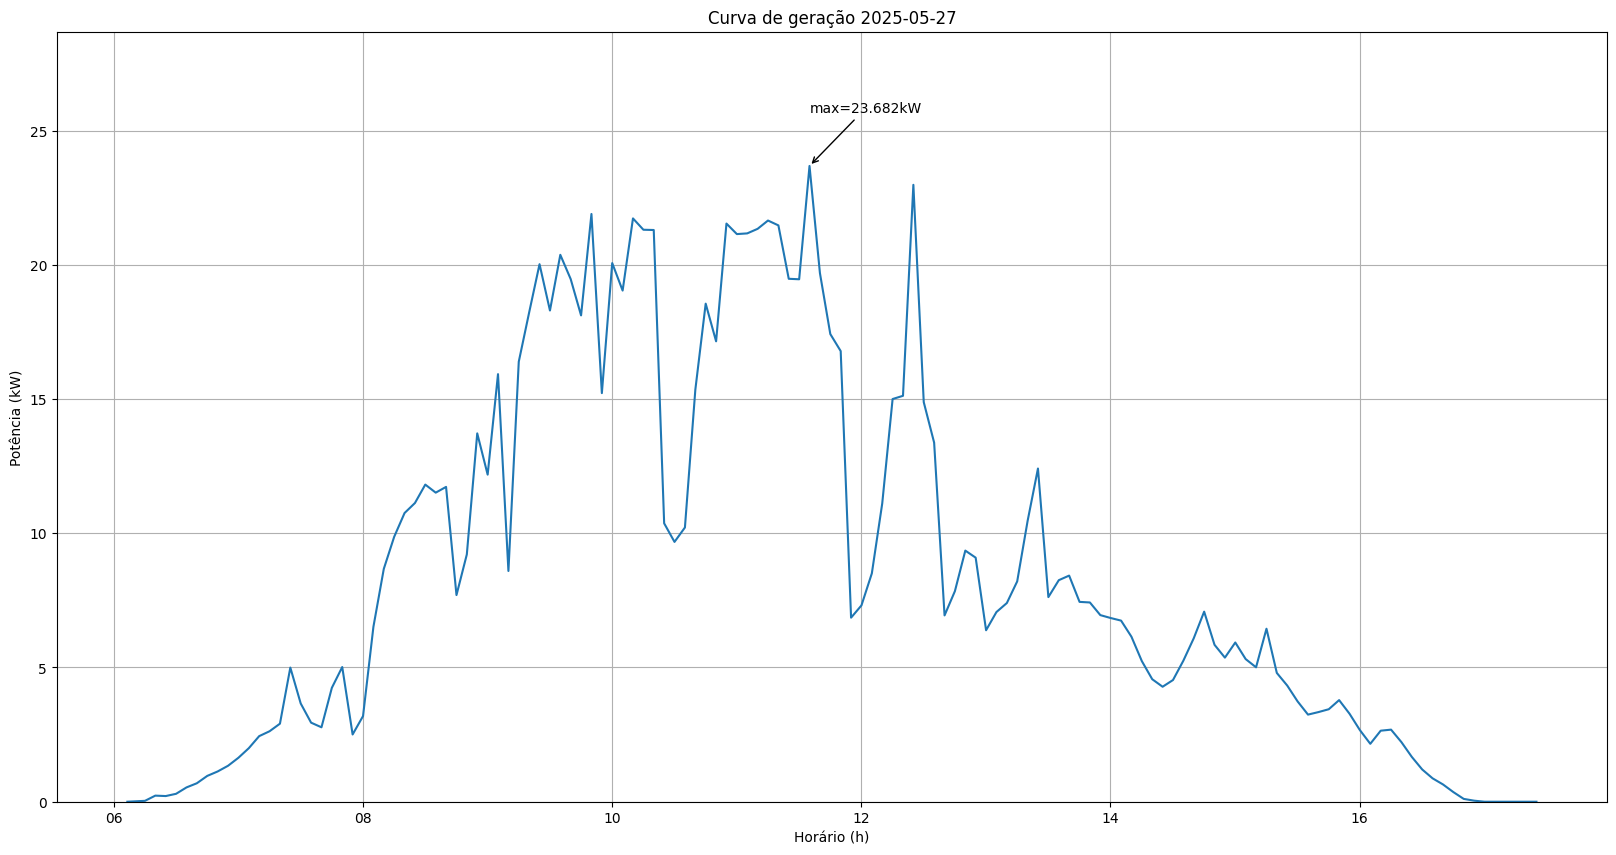 Curva de geração 2025-05-27
max=23.682kW
25
20
15
10
5
0
Potência (kW)
06 08 10 12 14 16
Horário (h)